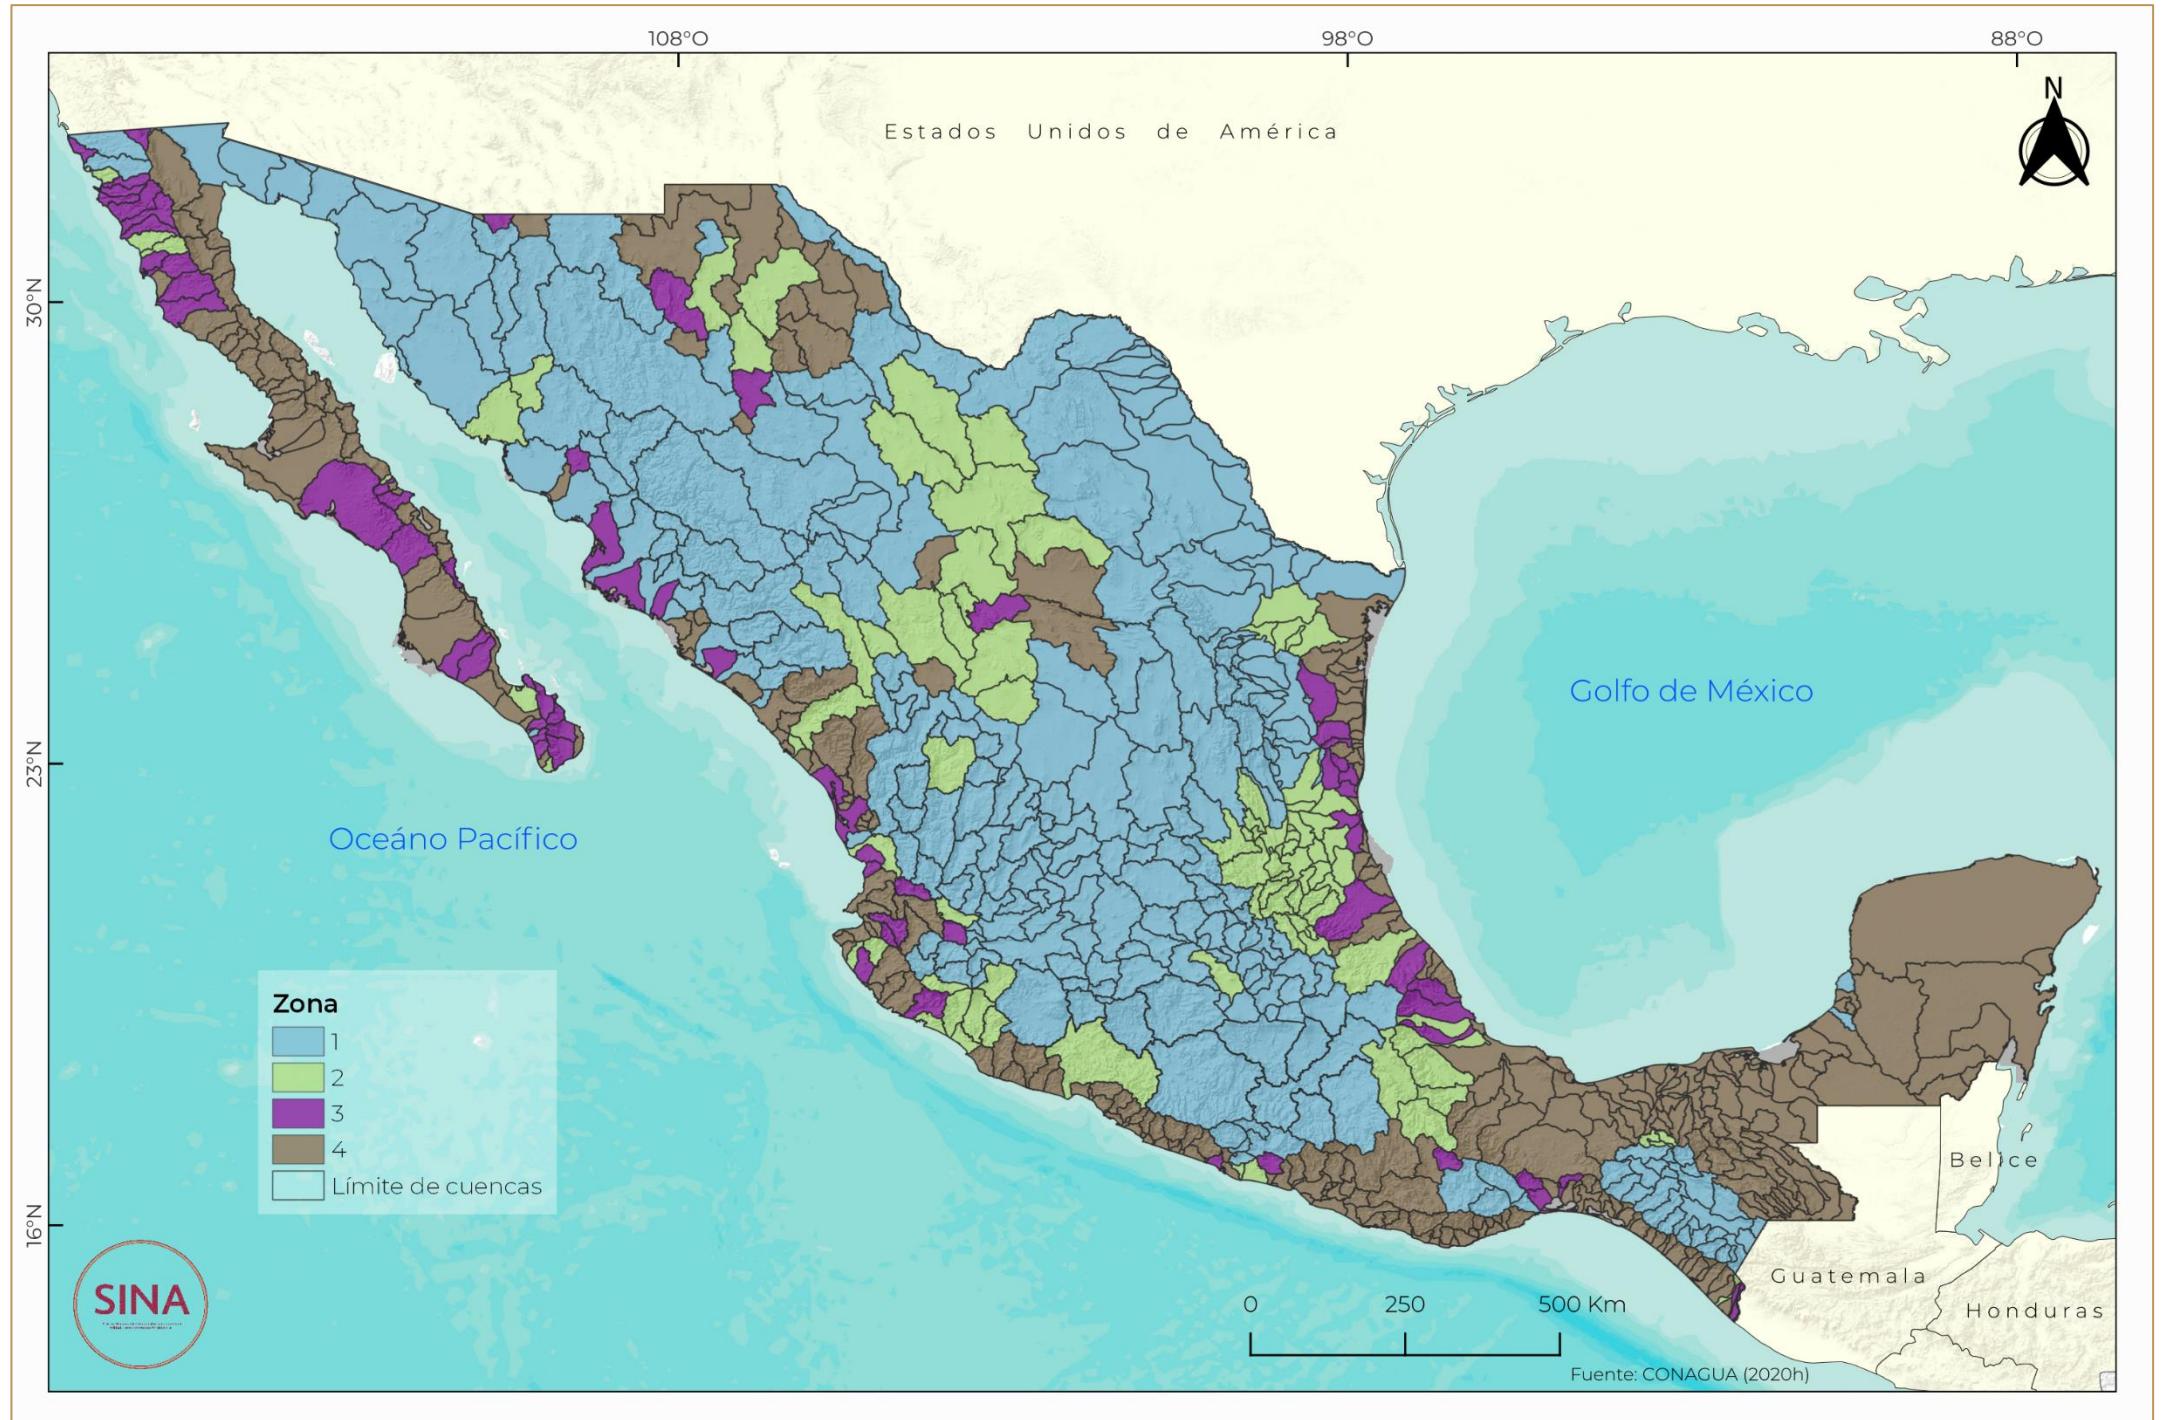 108°O 98°O 88°O
N
Estados Unidos de América
30°N
Golfo de México
23°N
Oceáno Pacífico
Zona
1
2
3
4
Límite de cuencas
Belice
16°N
Guatemala
SINA
0 250 500 Km
Honduras
Fuente: CONAGUA (2020h)